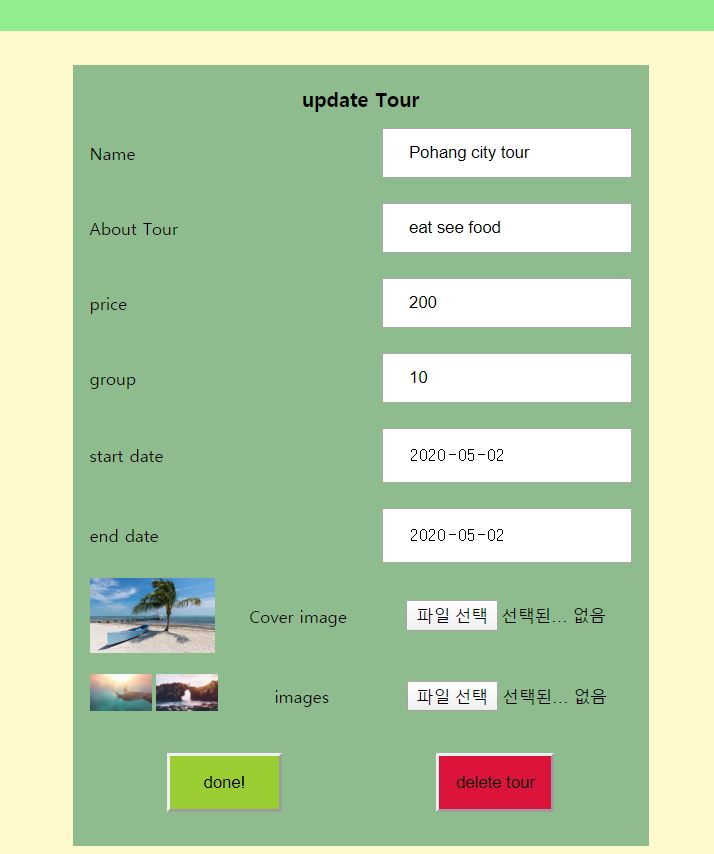 update Tour
Name Pohang city tour
About Tour eat see food
price 200
group 10
start date 2020-05-02
end date 2020-05-02
Cover image 파일 선택 선택된... 없음
images 파일 선택 선택된... 없음
done! delete tour